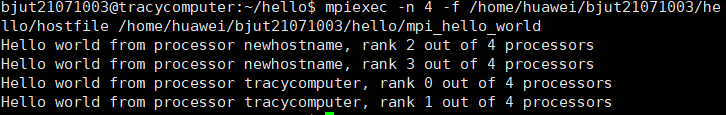 bjut21071003@tracycomputer:~/hello$ mpiexec -n 4 -f /home/huawei/bjut21071003/he
llo/hostfile /home/huawei/bjut21071003/hello/mpi_hello_world
Hello world from processor newhostname, rank 2 out of 4 processors
Hello world from processor newhostname, rank 3 out of 4 processors
Hello world from processor tracycomputer, rank 0 out of 4 processors
Hello world from processor tracycomputer, rank 1 out of 4 processors